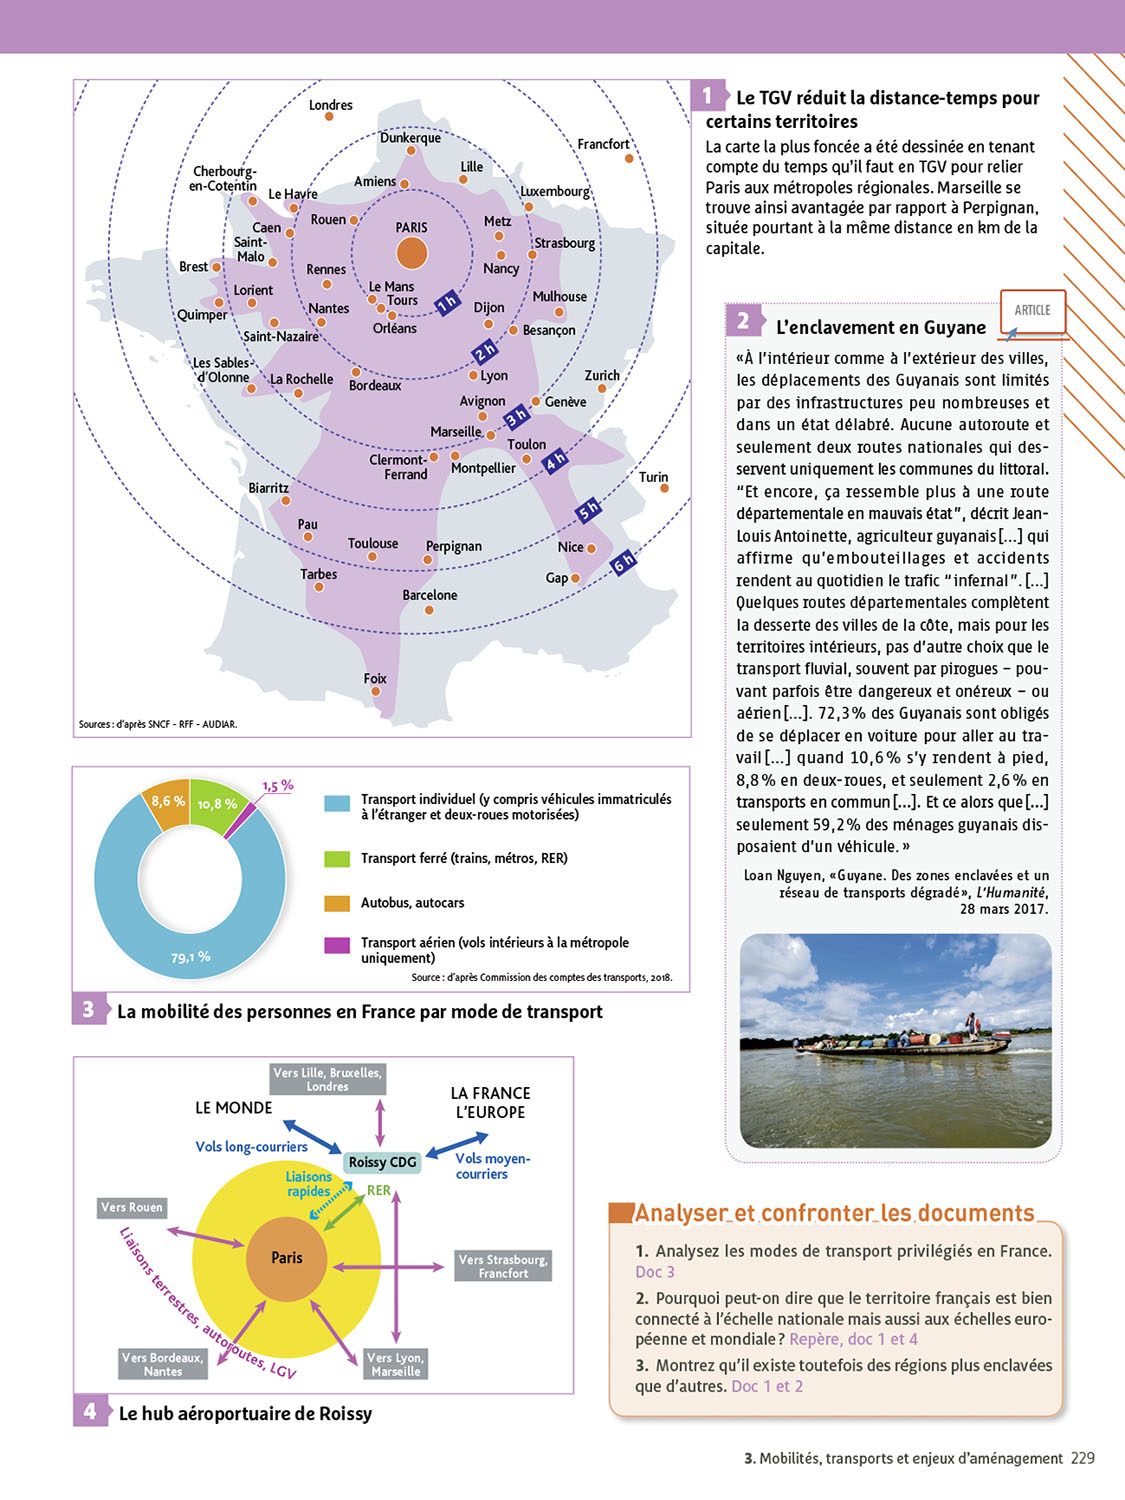 Londres
Dunkerque
Francfort
Lille
Cherbourg-
en-Cotentin
Amiens
Le Havre
Luxembourg
Rouen
PARIS
Metz
Caen
Saint-
Malo
Strasbourg
Brest
Rennes
Nancy
Le Mans
Lorient
Tours
1 h
Mulhouse
Quimper
Nantes
Dijon
Orléans
Saint-Nazaire
Besançon
2 h
Les Sables-
d'Olonne
La Rochelle
Bordeaux
Lyon
Zurich
Avignon
Genève
3 h
Marseille
Toulon
Clermont-
Ferrand
Montpellier
4 h
Biarritz
Turin
5 h
Pau
Toulouse
Perpignan
Nice
6 h
Tarbes
Gap
Barcelone
Foix
Sources : d'après SNCF - RFF - AUDIAR.
1 Le TGV réduit la distance-temps pour
certains territoires
La carte la plus foncée a été dessinée en tenant
compte du temps qu'il faut en TGV pour relier
Paris aux métropoles régionales. Marseille se
trouve ainsi avantagée par rapport à Perpignan,
située pourtant à la même distance en km de la
capitale.
ARTICLE
2 L'enclavement en Guyane
«À l'intérieur comme à l'extérieur des villes,
les déplacements des Guyanais sont limités
par des infrastructures peu nombreuses et
dans un état délabré. Aucune autoroute et
seulement deux routes nationales qui des-
servent uniquement les communes du littoral.
"Et encore, ça ressemble plus à une route
départementale en mauvais état", décrit Jean-
Louis Antoinette, agriculteur guyanais [...] qui
affirme qu'embouteillages et accidents
rendent au quotidien le trafic "infernal". [...]
Quelques routes départementales complètent
la desserte des villes de la côte, mais pour les
territoires intérieurs, pas d'autre choix que le
transport fluvial, souvent par pirogues – pou-
vant parfois être dangereux et onéreux – ou
aérien [...]. 72,3 % des Guyanais sont obligés
de se déplacer en voiture pour aller au tra-
vail [...] quand 10,6 % s'y rendent à pied,
8,8 % en deux-roues, et seulement 2,6 % en
transports en commun [...]. Et ce alors que [...]
seulement 59,2 % des ménages guyanais dis-
posaient d'un véhicule. »
Loan Nguyen, «Guyane. Des zones enclavées et un
réseau de transports dégradé», L'Humanité,
28 mars 2017.
8,6 %
10,8 %
1,5 %
79,1 %
Transport individuel (y compris véhicules immatriculés
à l'étranger et deux-roues motorisées)
Transport ferré (trains, métros, RER)
Autobus, autocars
Transport aérien (vols intérieurs à la métropole
uniquement)
Source : d'après Commission des comptes des transports, 2018.
3 La mobilité des personnes en France par mode de transport
Vers Lille, Bruxelles,
Londres
LE MONDE
LA FRANCE
L'EUROPE
Vols long-courriers
Roissy CDG
Vols moyen-
courriers
Liaisons
rapides
RER
Vers Rouen
Paris
Vers Strasbourg,
Francfort
Liaisons terrestres, autoroutes, LGV
Vers Bordeaux,
Nantes
Vers Lyon,
Marseille
4 Le hub aéroportuaire de Roissy
Analyser et confronter les documents
1. Analysez les modes de transport privilégiés en France.
Doc 3
2. Pourquoi peut-on dire que le territoire français est bien
connecté à l'échelle nationale mais aussi aux échelles euro-
péenne et mondiale ? Repère, doc 1 et 4
3. Montrez qu'il existe toutefois des régions plus enclavées
que d'autres. Doc 1 et 2
3. Mobilités, transports et enjeux d'aménagement 229